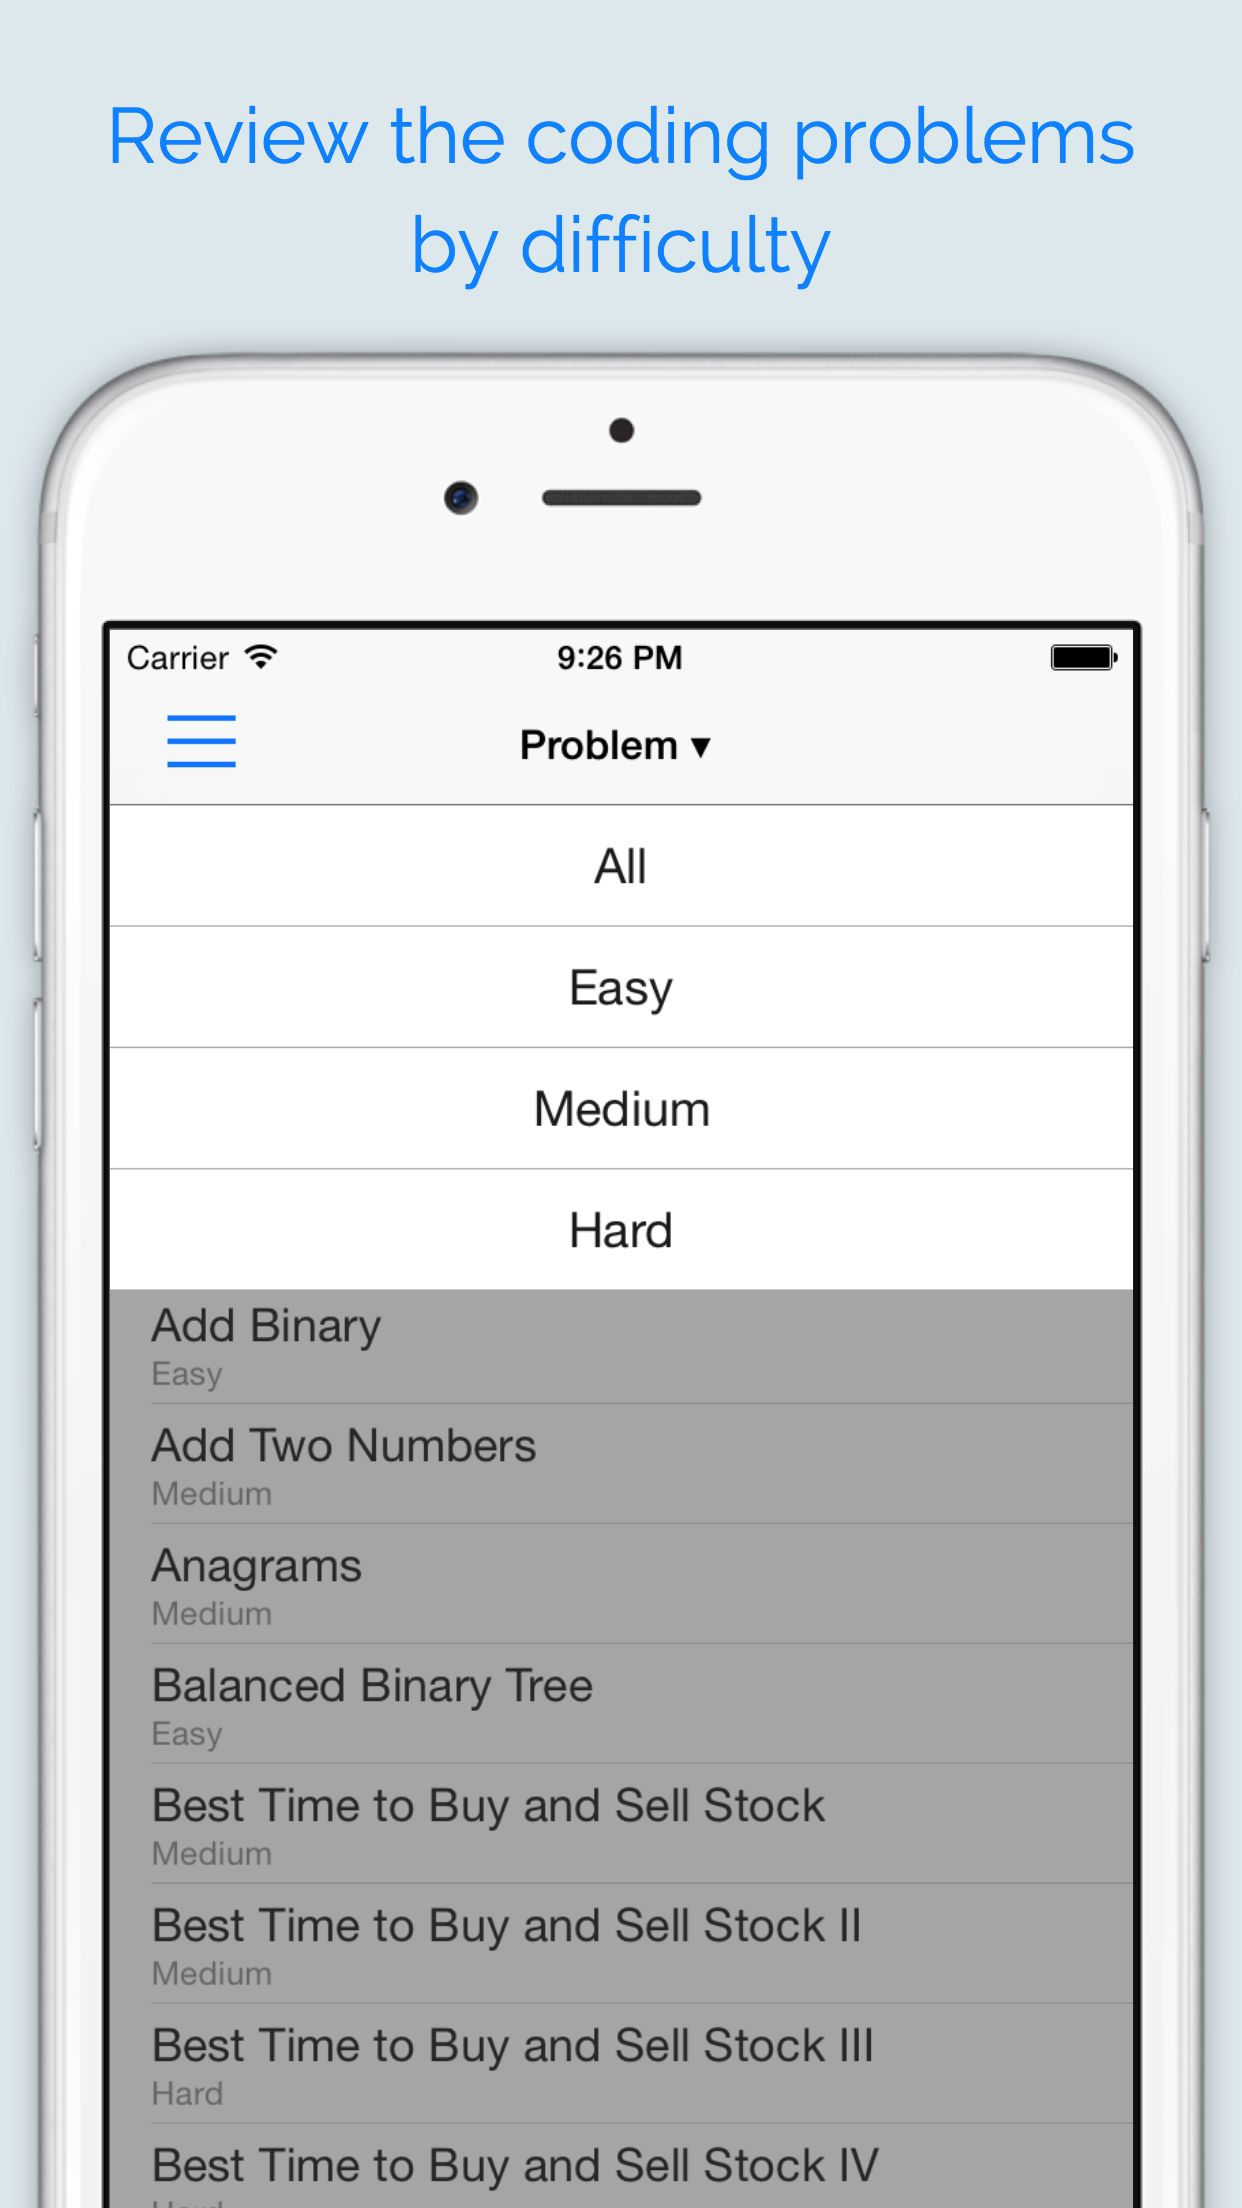 Review the coding problems
by difficulty
Carrier 9:26 PM
Problem ▾
All
Easy
Medium
Hard
Add Binary
Easy
Add Two Numbers
Medium
Anagrams
Medium
Balanced Binary Tree
Easy
Best Time to Buy and Sell Stock
Medium
Best Time to Buy and Sell Stock II
Medium
Best Time to Buy and Sell Stock III
Hard
Best Time to Buy and Sell Stock IV